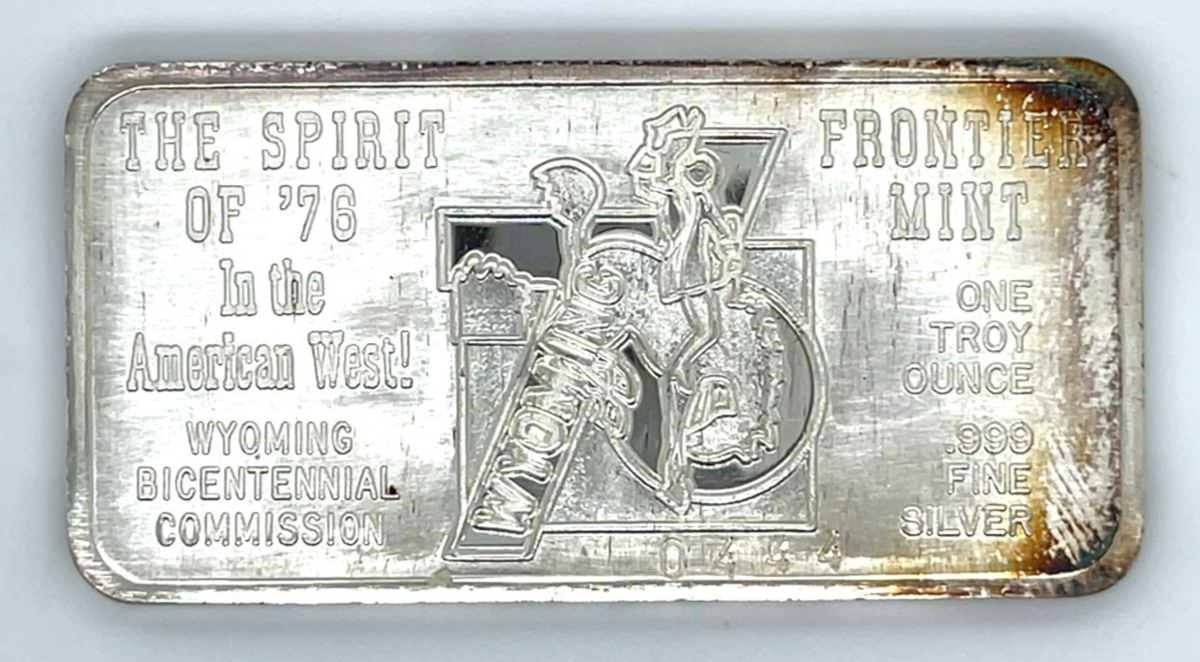 THE SPIRIT
OF '76
In the
American West!
WYOMING
BICENTENNIAL
COMMISSION
76
WYOMING
FRONTIER
MINT
ONE
TROY
OUNCE
.999
FINE
SILVER
0444